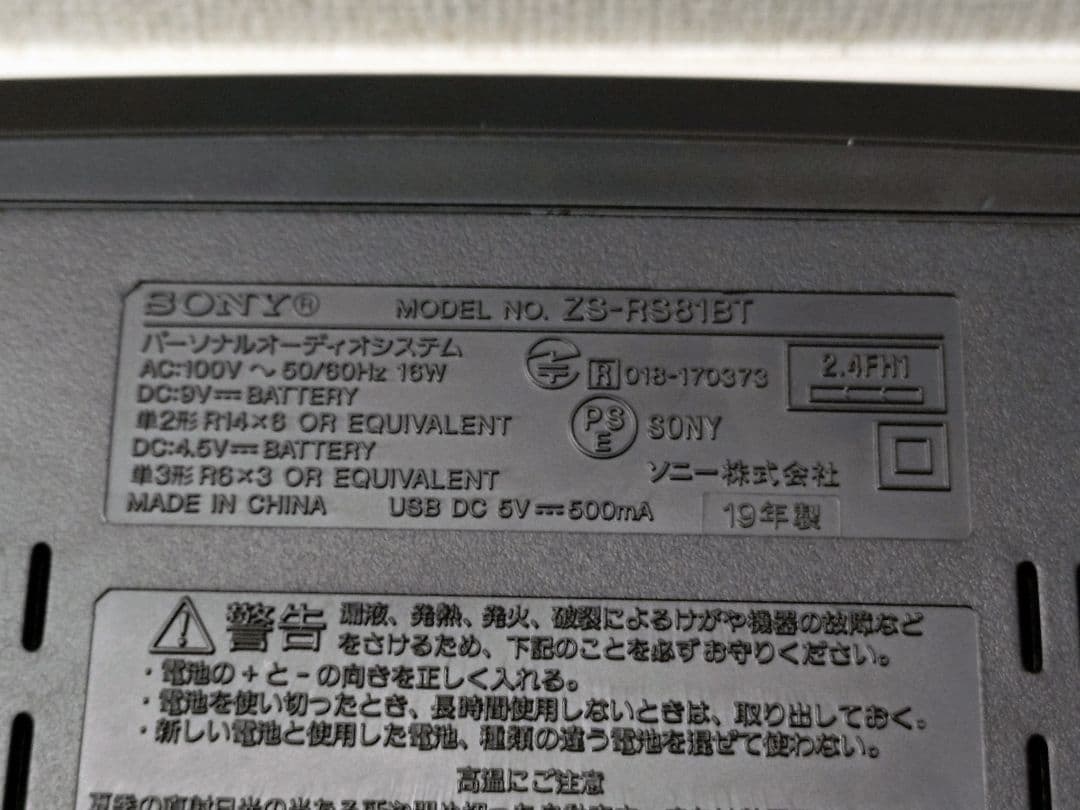 SONY® MODEL NO. ZS-RS81BT
パーソナルオーディオシステム
AC:100V ～ 50/60Hz 16W
R 018-170373
2.4FH1
DC:9V⎓BATTERY
単2形 R14×6 OR EQUIVALENT
PSE SONY
DC:4.5V⎓BATTERY
単3形 R6×3 OR EQUIVALENT
ソニー株式会社
MADE IN CHINA USB DC 5V⎓500mA 19年製
警告 漏液、発熱、発火、破裂によるけがや機器の故障など
をさけるため、下記のことを必ずお守りください。
・電池の+と-の向きを正しく入れる。
・電池を使い切ったとき、長時間使用しないときは、取り出しておく。
・新しい電池と使用した電池、種類の違う電池を混ぜて使わない。
高温にご注意